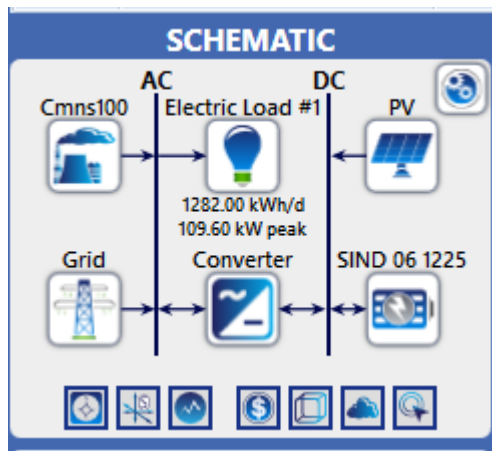 SCHEMATIC
AC DC
Cmns100 Electric Load #1 PV
1282.00 kWh/d
109.60 kW peak
Grid Converter SIND 06 1225